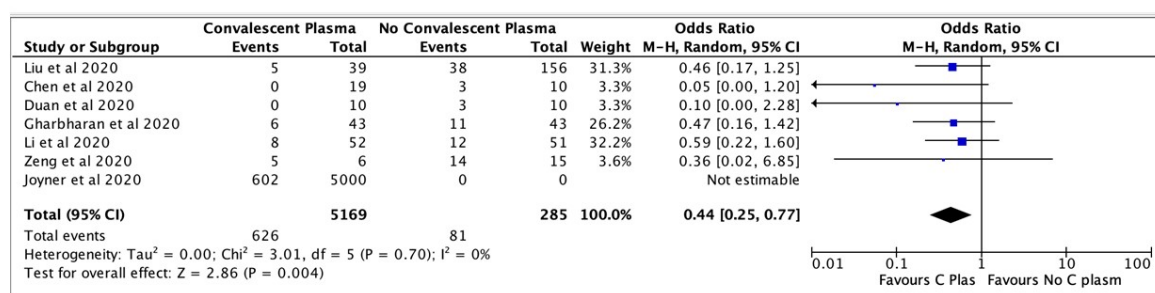 Convalescent Plasma No Convalescent Plasma Odds Ratio Odds Ratio
Study or Subgroup Events Total Events Total Weight M-H, Random, 95% CI M-H, Random, 95% CI
Liu et al 2020 5 39 38 156 31.3% 0.46 [0.17, 1.25]
Chen et al 2020 0 19 3 10 3.3% 0.05 [0.00, 1.20]
Duan et al 2020 0 10 3 10 3.3% 0.10 [0.00, 2.28]
Gharbharan et al 2020 6 43 11 43 26.2% 0.47 [0.16, 1.42]
Li et al 2020 8 52 12 51 32.2% 0.59 [0.22, 1.60]
Zeng et al 2020 5 6 14 15 3.6% 0.36 [0.02, 6.85]
Joyner et al 2020 602 5000 0 0 Not estimable
Total (95% CI) 5169 285 100.0% 0.44 [0.25, 0.77]
Total events 626 81
Heterogeneity: Tau² = 0.00; Chi² = 3.01, df = 5 (P = 0.70); I² = 0%
Test for overall effect: Z = 2.86 (P = 0.004)
0.01 0.1 1 10 100
Favours C Plas Favours No C plasm